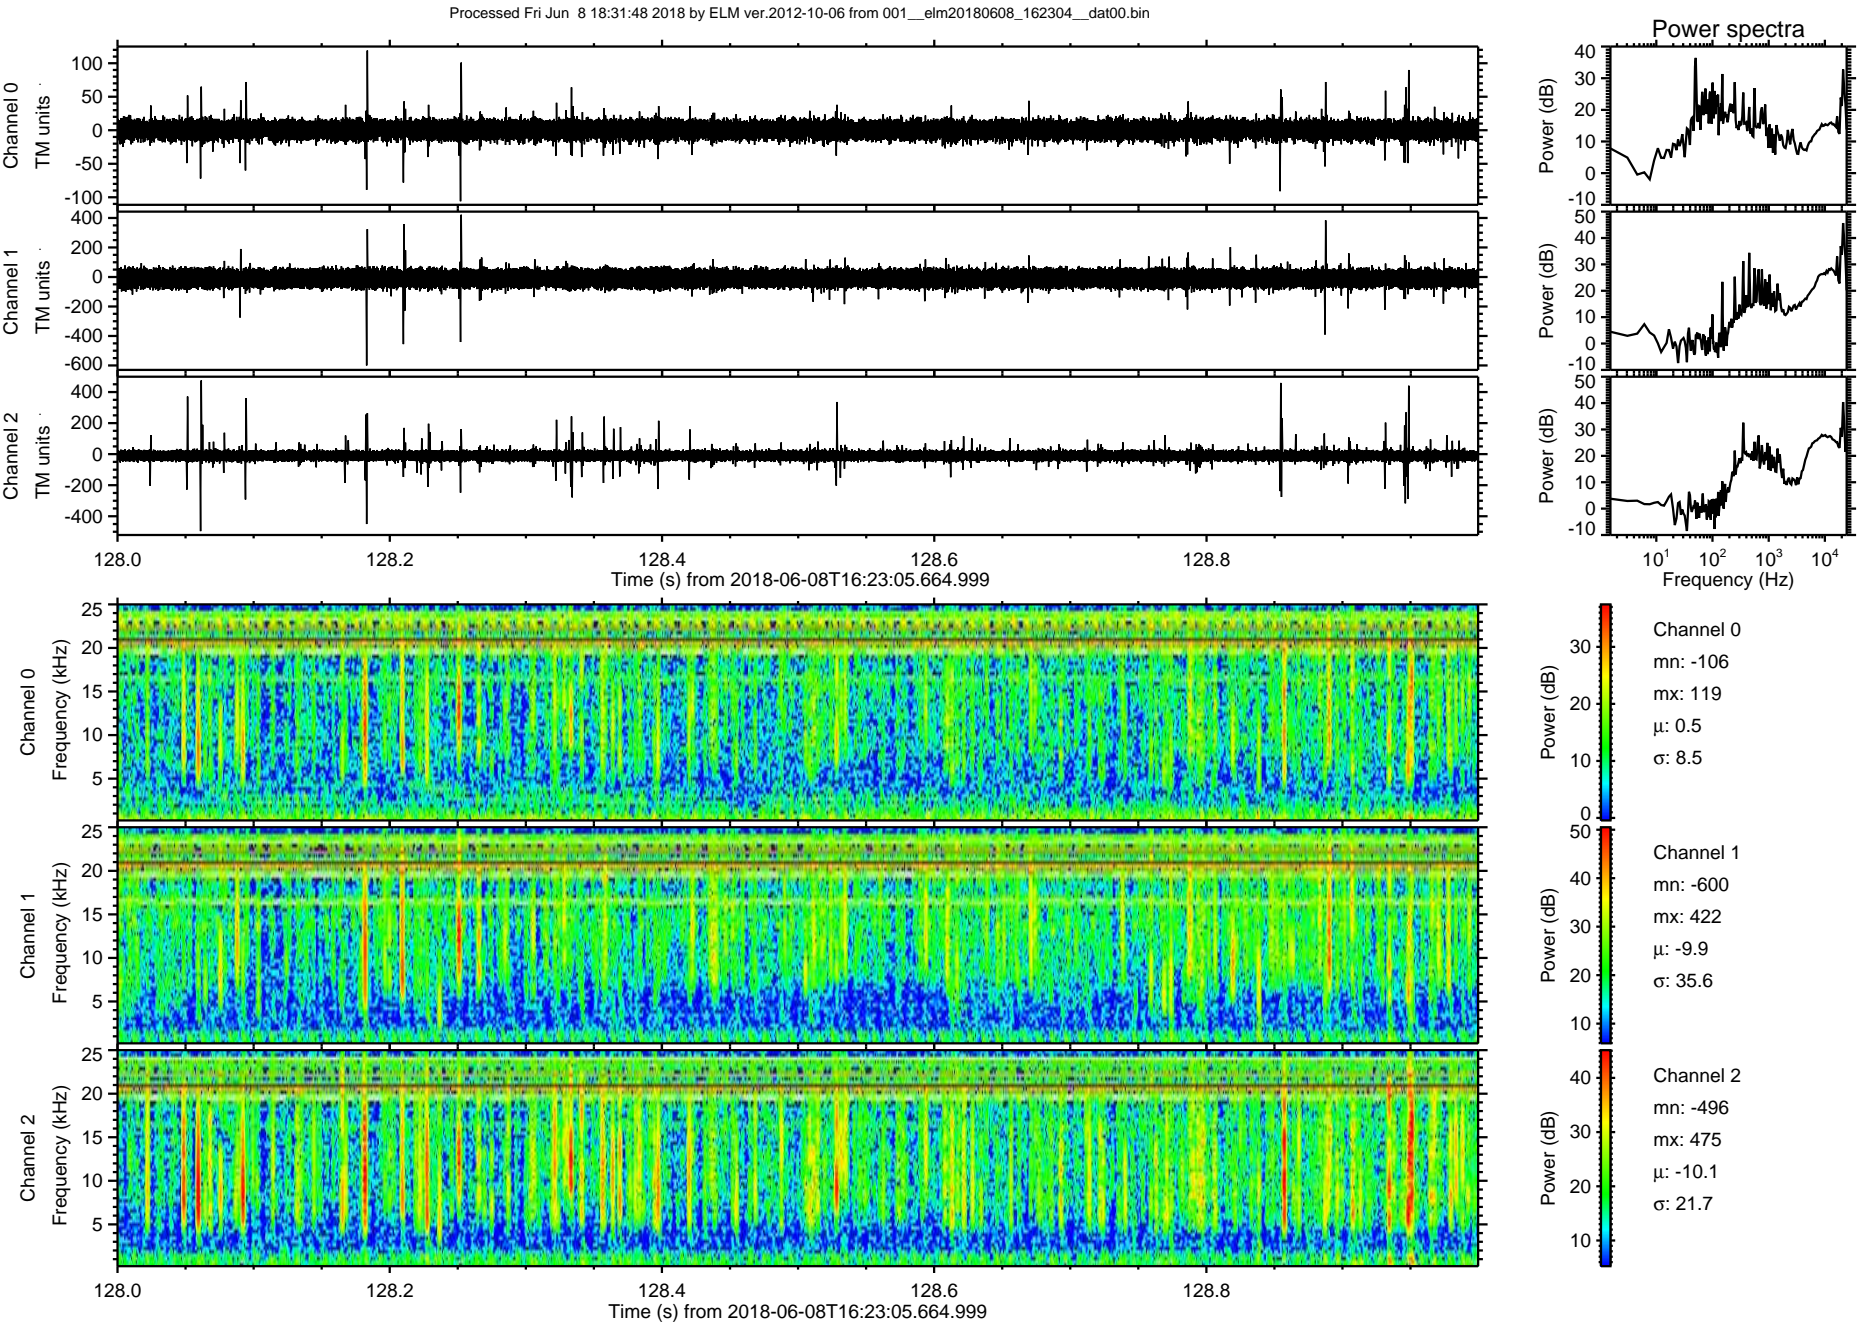 Processed Fri Jun  8 18:31:48 2018 by ELM ver.2012-10-06 from 001__elm20180608_162304__dat00.bin
Power spectra
Channel 0
TM units
100
50
0
-50
-100
Power (dB)
40
30
20
10
0
-10
Channel 1
TM units
400
200
0
-200
-400
-600
Power (dB)
50
40
30
20
10
0
-10
Channel 2
TM units
400
200
0
-200
-400
Power (dB)
50
40
30
20
10
0
-10
128.0 128.2 128.4 128.6 128.8
Time (s) from 2018-06-08T16:23:05.664.999
10¹ 10² 10³ 10⁴
Frequency (Hz)
Channel 0
Frequency (kHz)
25
20
15
10
5
Power (dB)
30
20
10
0
Channel 0
mn: -106
mx: 119
μ: 0.5
σ: 8.5
Channel 1
Frequency (kHz)
25
20
15
10
5
Power (dB)
50
40
30
20
10
Channel 1
mn: -600
mx: 422
μ: -9.9
σ: 35.6
Channel 2
Frequency (kHz)
25
20
15
10
5
Power (dB)
40
30
20
10
Channel 2
mn: -496
mx: 475
μ: -10.1
σ: 21.7
128.0 128.2 128.4 128.6 128.8
Time (s) from 2018-06-08T16:23:05.664.999